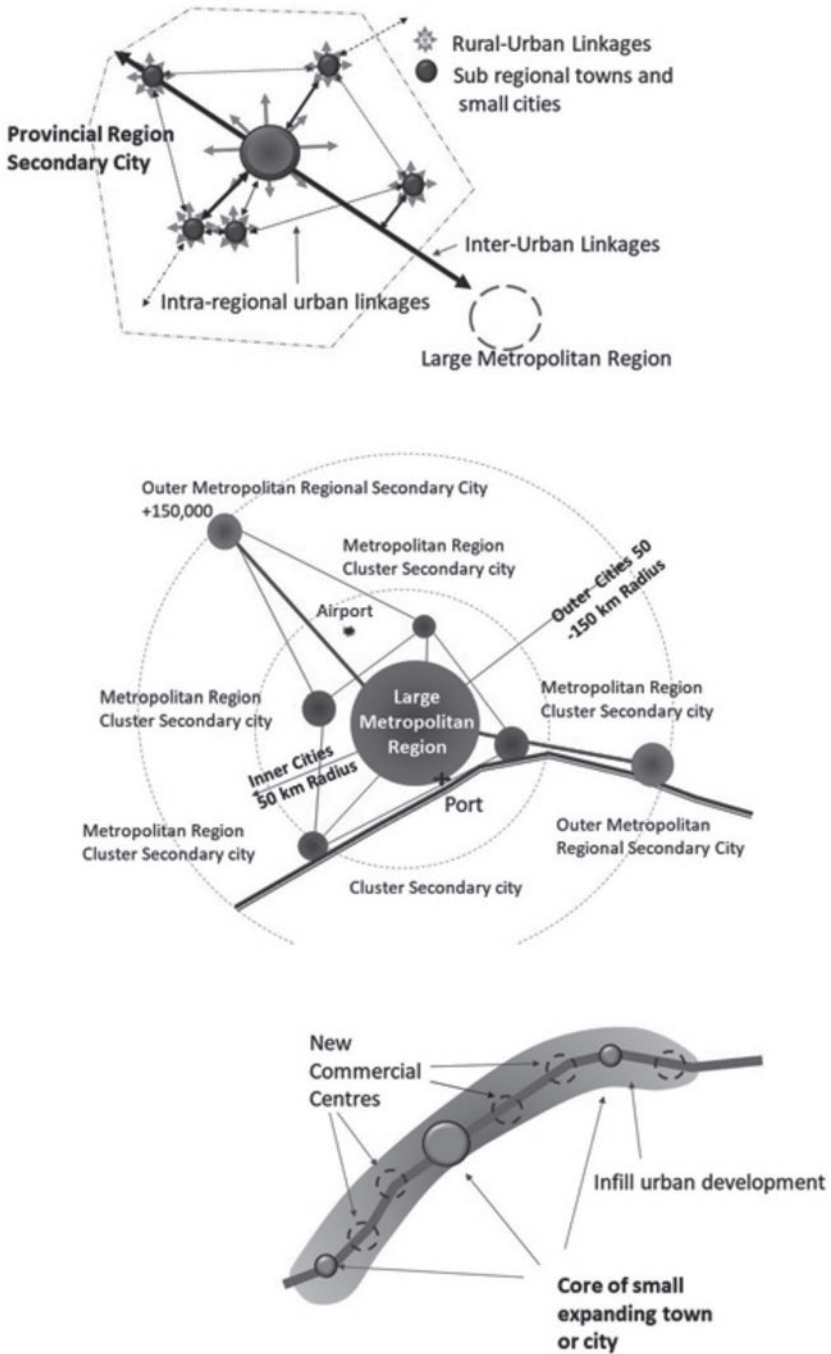 Rural-Urban Linkages
Sub regional towns and
small cities
Provincial Region
Secondary City
Inter-Urban Linkages
Intra-regional urban linkages
Large Metropolitan Region
Outer Metropolitan Regional Secondary City
+150,000
Metropolitan Region
Cluster Secondary city
Outer Cities 50
-150 km Radius
Airport
Metropolitan Region
Cluster Secondary city
Large
Metropolitan
Region
Metropolitan Region
Cluster Secondary city
Inner Cities
50 km Radius
Port
Metropolitan Region
Cluster Secondary city
Outer Metropolitan
Regional Secondary City
Cluster Secondary city
New
Commercial
Centres
Infill urban development
Core of small
expanding town
or city